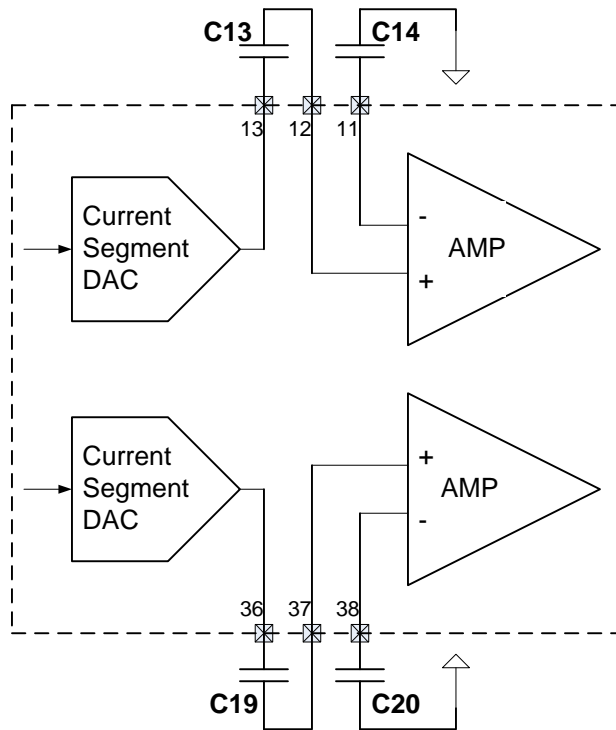 C13
C14
13
12
11
Current
Segment
DAC
-
AMP
+
Current
Segment
DAC
+
AMP
-
36
37
38
C19
C20